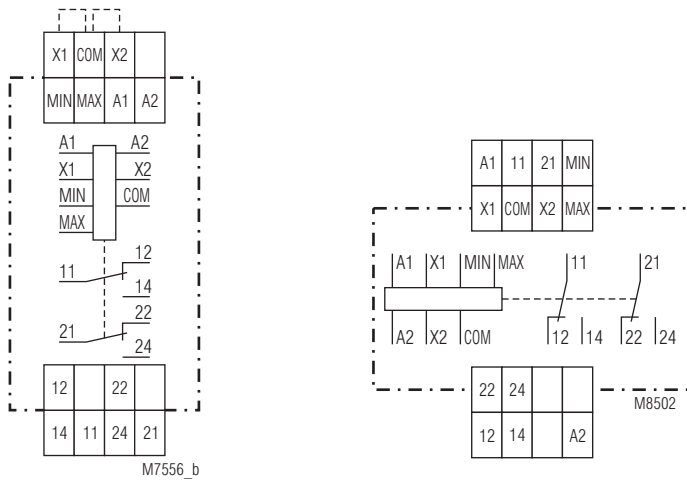 X1 COM X2
MIN MAX A1 A2
A1 A2
X1 X2
MIN COM
MAX
12
11
14
22
21
24
12 22
14 11 24 21
M7556_b
A1 11 21 MIN
X1 COM X2 MAX
A1 X1 MIN MAX 11 21
A2 X2 COM 12 14 22 24
22 24
M8502
12 14 A2